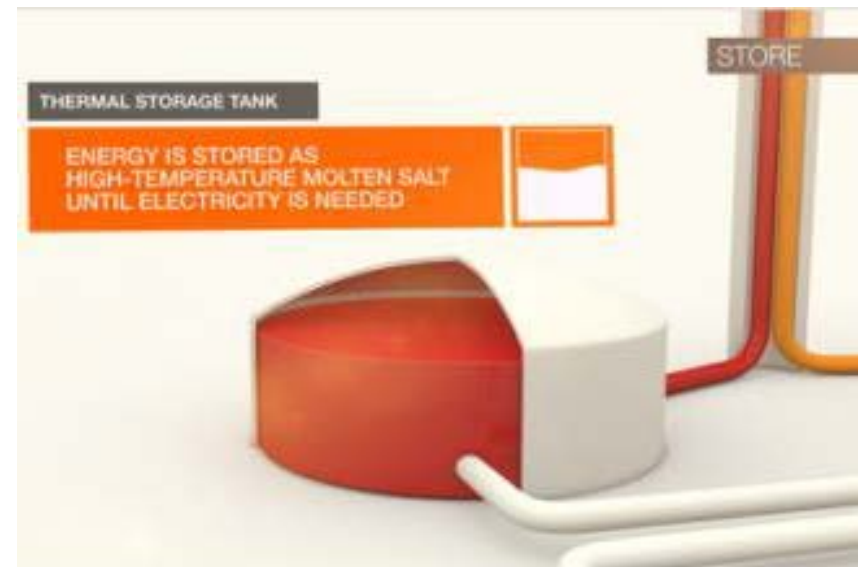 STORE
THERMAL STORAGE TANK
ENERGY IS STORED AS
HIGH-TEMPERATURE MOLTEN SALT
UNTIL ELECTRICITY IS NEEDED